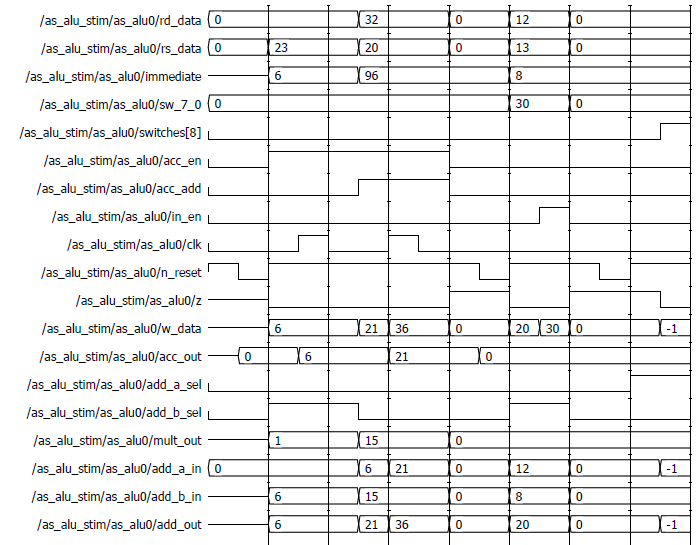 /as_alu_stim/as_alu0/rd_data 0 32 0 12 0
/as_alu_stim/as_alu0/rs_data 0 23 20 0 13 0
/as_alu_stim/as_alu0/immediate 6 96 8
/as_alu_stim/as_alu0/sw_7_0 0 30 0
/as_alu_stim/as_alu0/switches[8]
/as_alu_stim/as_alu0/acc_en
/as_alu_stim/as_alu0/acc_add
/as_alu_stim/as_alu0/in_en
/as_alu_stim/as_alu0/clk
/as_alu_stim/as_alu0/n_reset
/as_alu_stim/as_alu0/z
/as_alu_stim/as_alu0/w_data 6 21 36 0 20 30 0 -1
/as_alu_stim/as_alu0/acc_out 0 6 21 0
/as_alu_stim/as_alu0/add_a_sel
/as_alu_stim/as_alu0/add_b_sel
/as_alu_stim/as_alu0/mult_out 1 15 0
/as_alu_stim/as_alu0/add_a_in 0 6 21 0 12 0 -1
/as_alu_stim/as_alu0/add_b_in 6 15 0 8 0
/as_alu_stim/as_alu0/add_out 6 21 36 0 20 0 -1